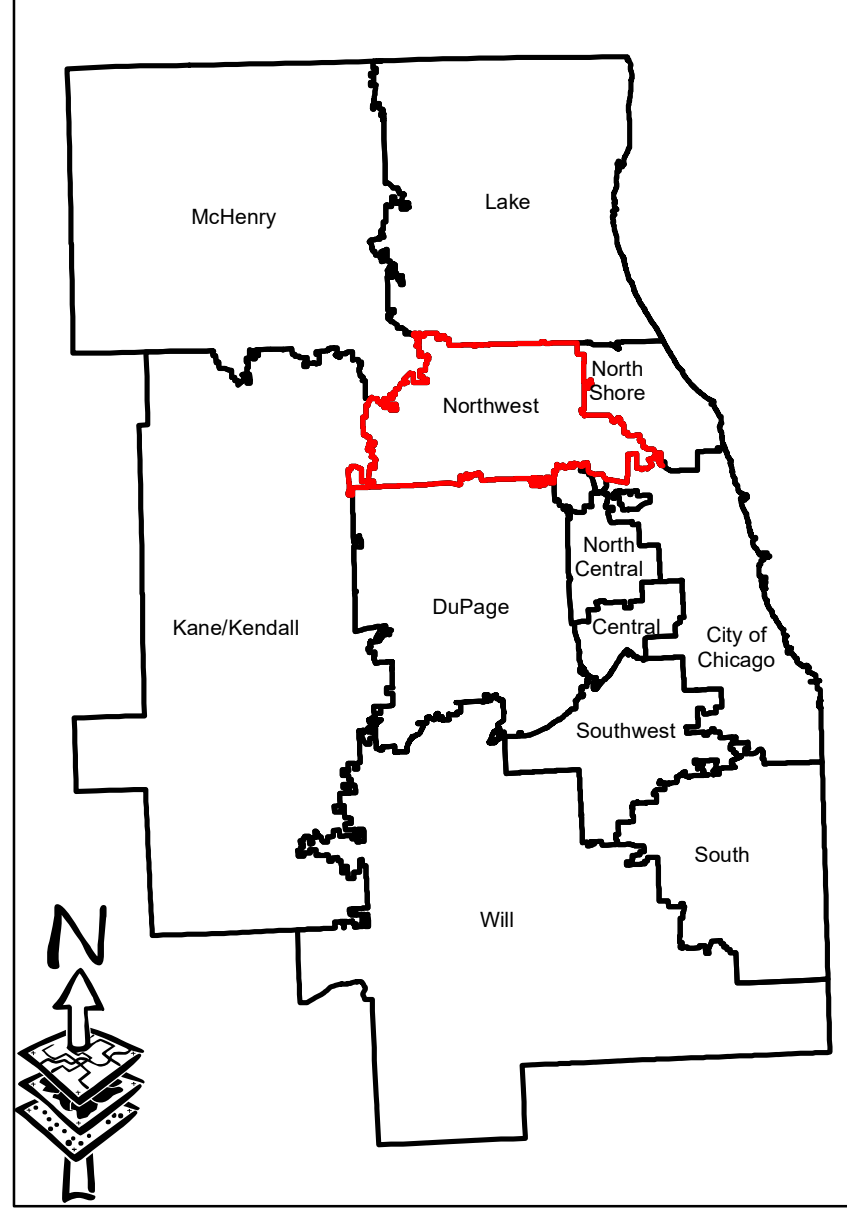 Lake
McHenry
North
Shore
Northwest
North
Central
DuPage
Kane/Kendall
Central
City of
Chicago
Southwest
South
Will
N